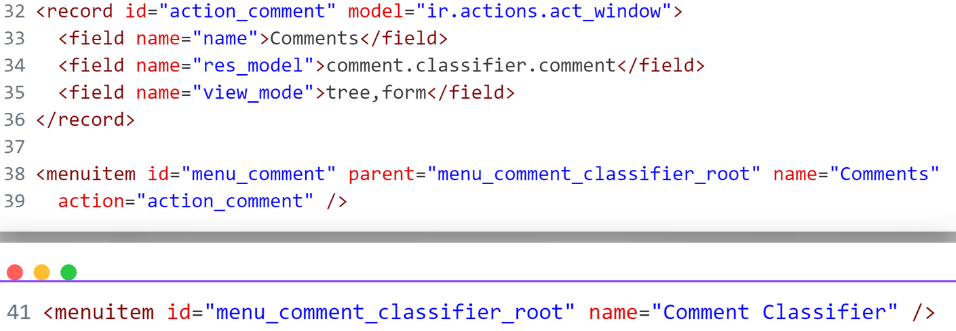 32 <record id="action_comment" model="ir.actions.act_window">
33   <field name="name">Comments</field>
34   <field name="res_model">comment.classifier.comment</field>
35   <field name="view_mode">tree,form</field>
36 </record>
37
38 <menuitem id="menu_comment" parent="menu_comment_classifier_root" name="Comments"
39   action="action_comment" />
41 <menuitem id="menu_comment_classifier_root" name="Comment Classifier" />